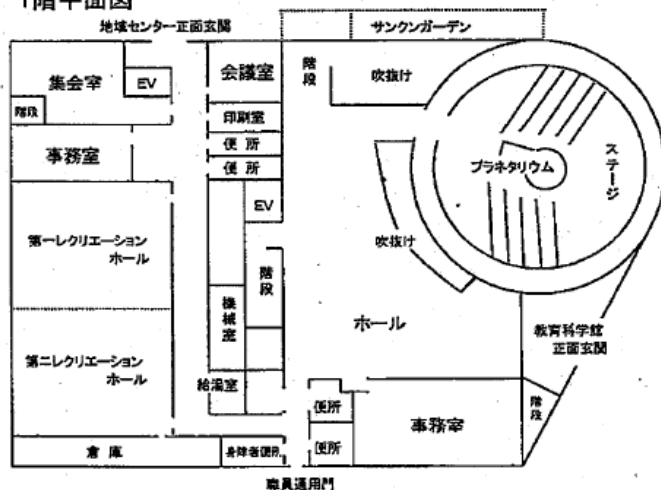 1階平面図
地域センター正面玄関
サンクンガーデン
集会室
EV
会議室
階段
吹抜け
階段
印刷室
事務室
便所
便所
プラネタリウム
ステージ
EV
第一レクリエーション
ホール
吹抜け
階段
機械室
ホール
教育科学館
正面玄関
第二レクリエーション
ホール
給湯室
便所
事務室
階段
倉庫
身障者便所
便所
職員通用門